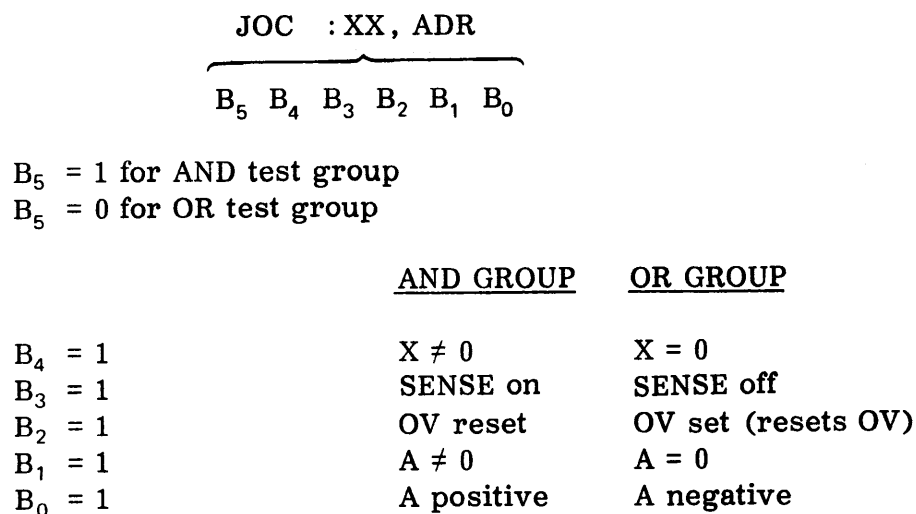 JOC : XX, ADR
B5 B4 B3 B2 B1 B0
B5 = 1 for AND test group
B5 = 0 for OR test group
AND GROUP OR GROUP
B4 = 1 X ≠ 0 X = 0
B3 = 1 SENSE on SENSE off
B2 = 1 OV reset OV set (resets OV)
B1 = 1 A ≠ 0 A = 0
B0 = 1 A positive A negative